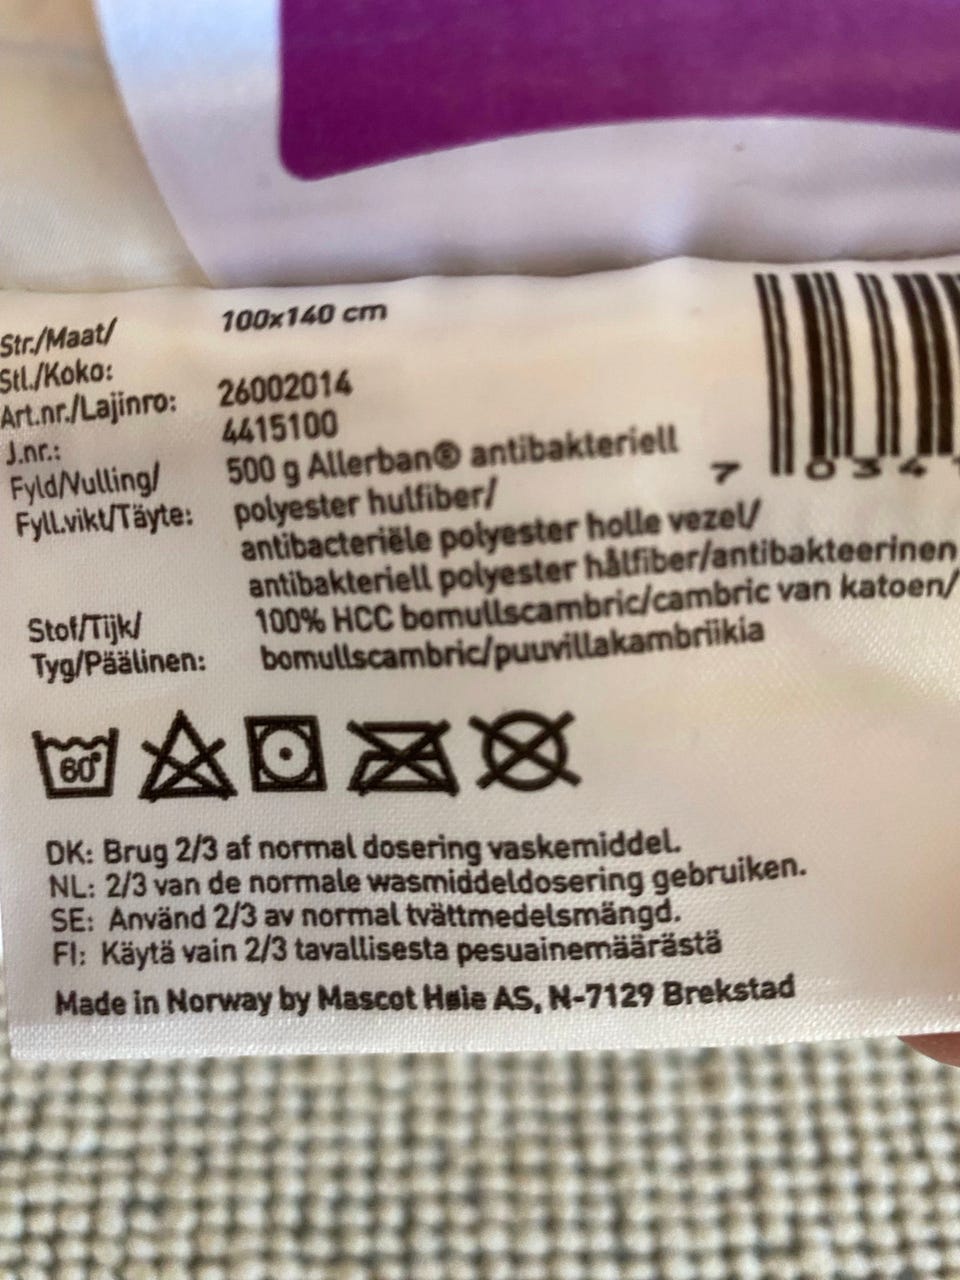 Str./Maat/ 100x140 cm
Stl./Koko:
Art.nr./Lajinro: 26002014
J.nr.: 4415100
Fyld/Vulling/ 500 g Allerban® antibakteriell
Fyll.vikt/Täyte: polyester hulfiber/
antibacteriële polyester holle vezel/
antibakteriell polyester hålfiber/antibakteerinen
Stof/Tijk/ 100% HCC bomullscambric/cambric van katoen/
Tyg/Päälinen: bomullscambric/puuvillakambriikia
7 034
60°
DK: Brug 2/3 af normal dosering vaskemiddel.
NL: 2/3 van de normale wasmiddeldosering gebruiken.
SE: Använd 2/3 av normal tvättmedelsmängd.
FI: Käytä vain 2/3 tavallisesta pesuainemäärästä
Made in Norway by Mascot Høie AS, N-7129 Brekstad